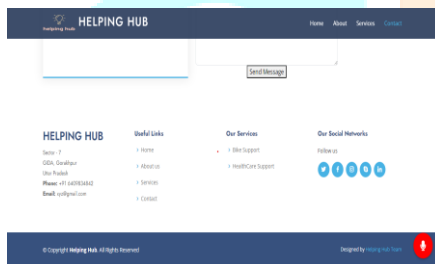 helping hub HELPING HUB
Home About Services Contact
Send Message
HELPING HUB
Sector - 7
GIDA, Gorakhpur
Uttar Pradesh
Phone:
Email: xyz@gmail.com
Useful Links
> Home
> About us
> Services
> Contact
Our Services
> Bike Support
> HealthCare Support
Our Social Networks
Follow us
© Copyright Helping Hub. All Rights Reserved
Designed by Helping Hub Team